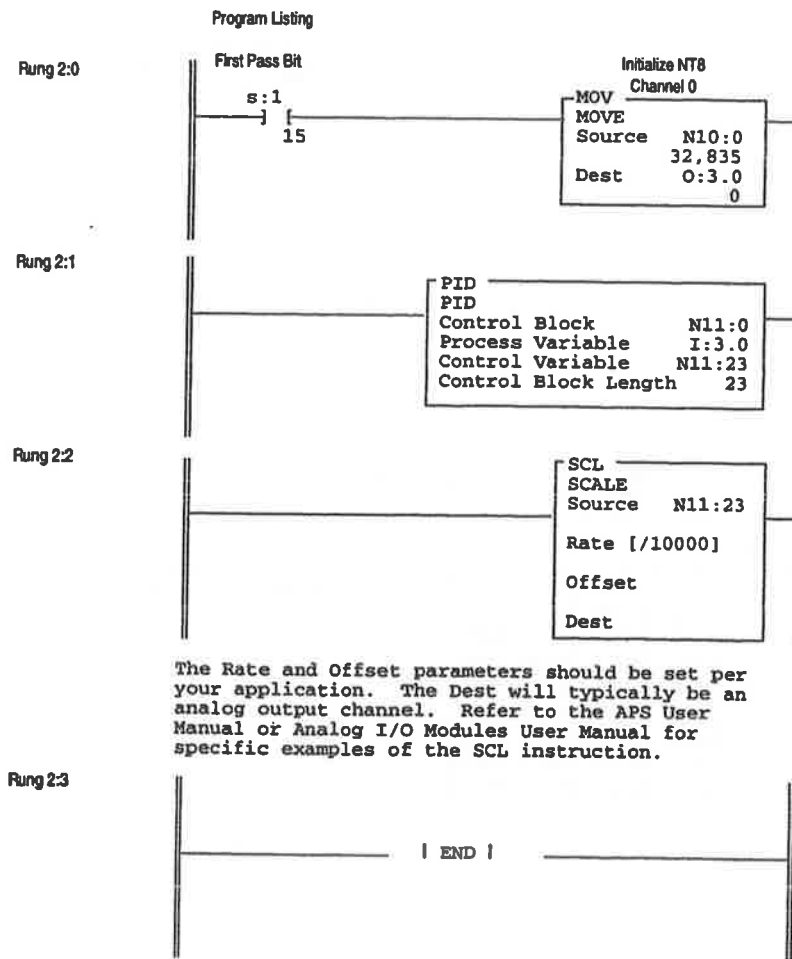 Program Listing
Rung 2:0
First Pass Bit
s:1
] [
15
Initialize NT8
Channel 0
MOV
MOVE
Source N10:0
32,835
Dest O:3.0
0
Rung 2:1
PID
PID
Control Block N11:0
Process Variable I:3.0
Control Variable N11:23
Control Block Length 23
Rung 2:2
SCL
SCALE
Source N11:23
Rate [/10000]
Offset
Dest
The Rate and Offset parameters should be set per
your application. The Dest will typically be an
analog output channel. Refer to the APS User
Manual or Analog I/O Modules User Manual for
specific examples of the SCL instruction.
Rung 2:3
END